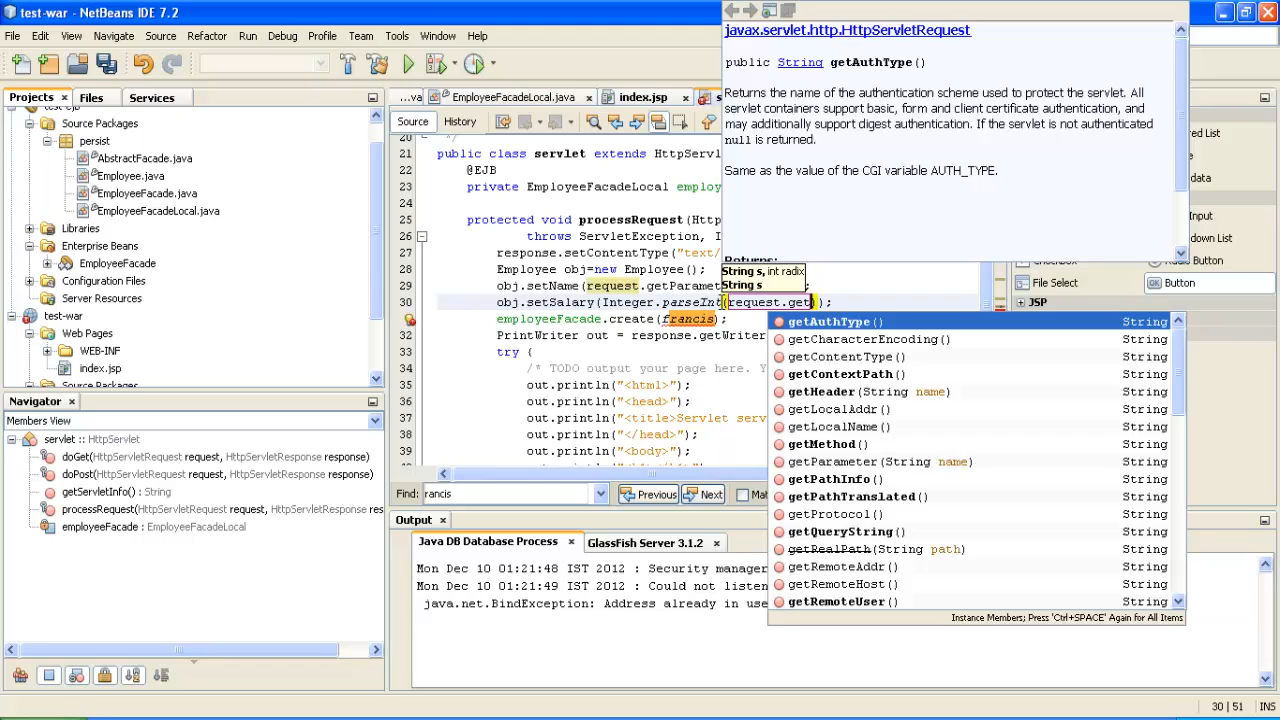 test-war - NetBeans IDE 7.2
File Edit View Navigate Source Refactor Run Debug Profile Team Tools Window Help
Projects Files Services
Source Packages
persist
AbstractFacade.java
Employee.java
EmployeeFacade.java
EmployeeFacadeLocal.java
Libraries
Enterprise Beans
EmployeeFacade
Configuration Files
Server Resources
test-war
Web Pages
WEB-INF
index.jsp
Source Packages
Navigator
Members View
servlet :: HttpServlet
doGet(HttpServletRequest request, HttpServletResponse response)
doPost(HttpServletRequest request, HttpServletResponse response)
getServletInfo() : String
processRequest(HttpServletRequest request, HttpServletResponse res
employeeFacade : EmployeeFacadeLocal
...va EmployeeFacadeLocal.java index.jsp s
Source History
20 */
21 public class servlet extends HttpServ
22 @EJB
23 private EmployeeFacadeLocal employ
24
25 protected void processRequest(Http
26 throws ServletException, I
27 response.setContentType("text/
28 Employee obj=new Employee();
29 obj.setName(request.getParamet
30 obj.setSalary(Integer.parseInt(request.get));
employeeFacade.create(francis);
32 PrintWriter out = response.getWriter
33 try {
34 /* TODO output your page here. Y
35 out.println("<html>");
36 out.println("<head>");
37 out.println("<title>Servlet serv
38 out.println("</head>");
39 out.println("<body>");
String s, int radix
String s
javax.servlet.http.HttpServletRequest
public String getAuthType()
Returns the name of the authentication scheme used to protect the servlet. All
servlet containers support basic, form and client certificate authentication, and
may additionally support digest authentication. If the servlet is not authenticated
null is returned.
Same as the value of the CGI variable AUTH_TYPE.
Returns:
getAuthType() String
getCharacterEncoding() String
getContentType() String
getContextPath() String
getHeader(String name) String
getLocalAddr() String
getLocalName() String
getMethod() String
getParameter(String name) String
getPathInfo() String
getPathTranslated() String
getProtocol() String
getQueryString() String
getRealPath(String path) String
getRemoteAddr() String
getRemoteHost() String
getRemoteUser() String
Instance Members; Press 'Ctrl+SPACE' Again for All Items
Radio Button
File Select Button
JSP
Find: rancis Previous Next
Output
Java DB Database Process GlassFish Server 3.1.2
Mon Dec 10 01:21:48 IST 2012 : Security manager
Mon Dec 10 01:21:49 IST 2012 : Could not listen
java.net.BindException: Address already in use
30 | 51 INS